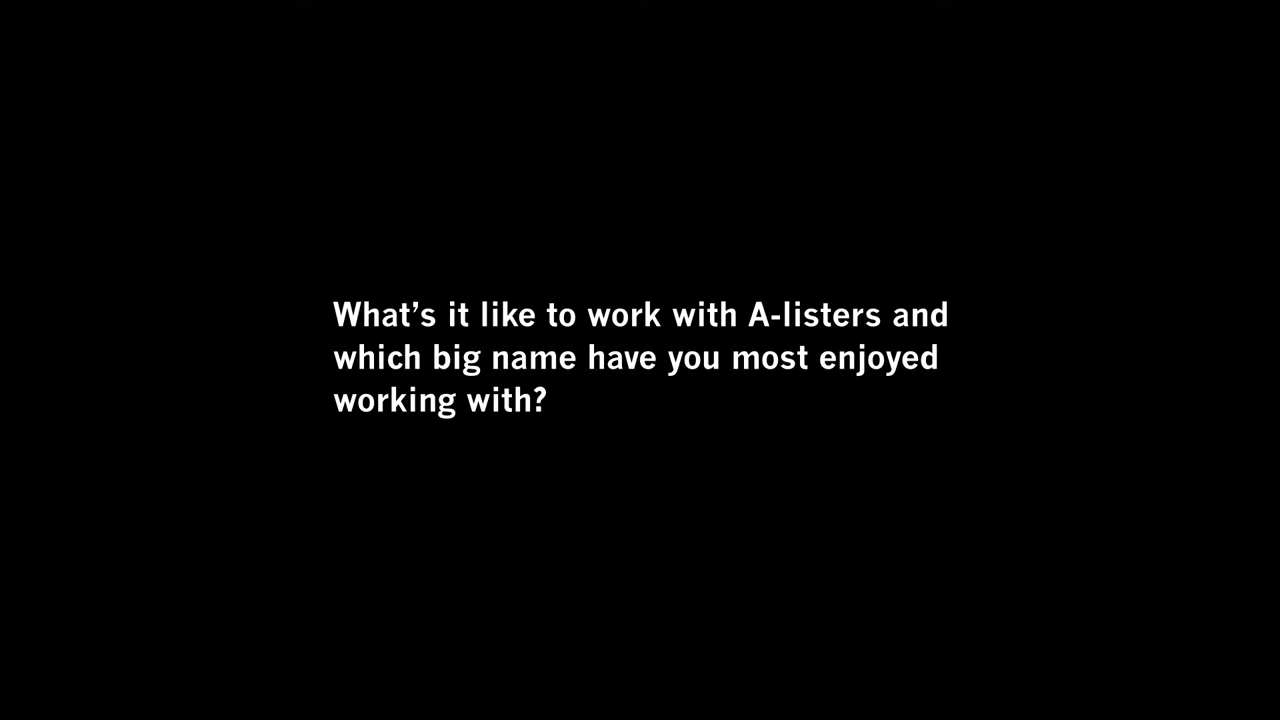 What’s it like to work with A-listers and
which big name have you most enjoyed
working with?